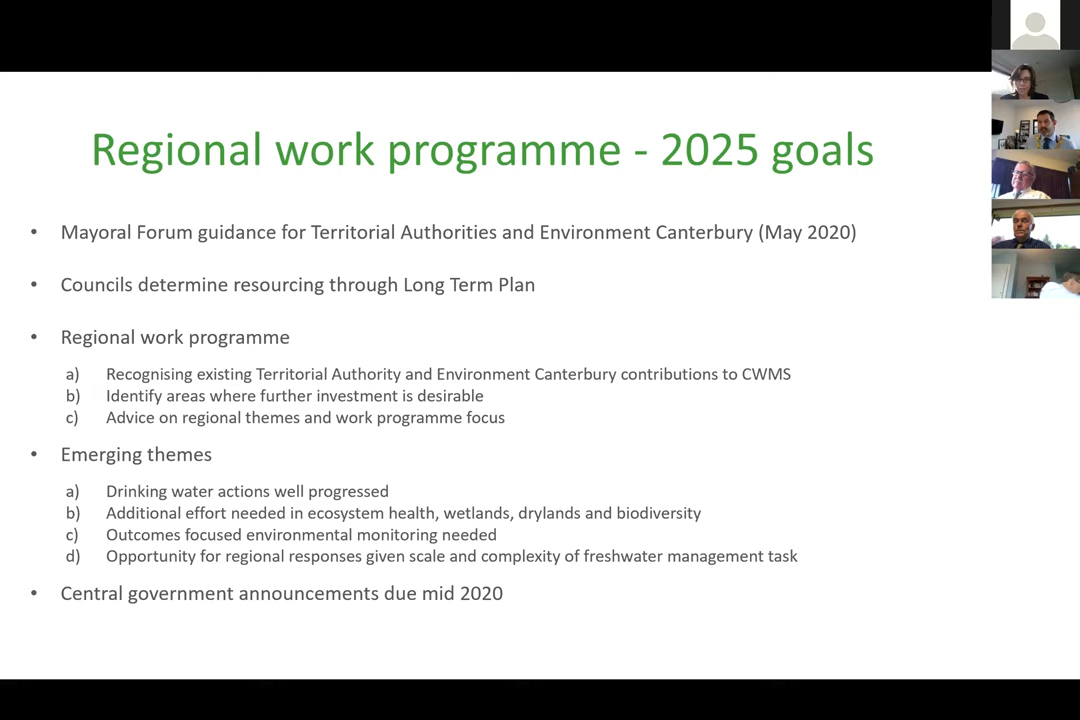 Regional work programme - 2025 goals
• Mayoral Forum guidance for Territorial Authorities and Environment Canterbury (May 2020)
• Councils determine resourcing through Long Term Plan
• Regional work programme
a) Recognising existing Territorial Authority and Environment Canterbury contributions to CWMS
b) Identify areas where further investment is desirable
c) Advice on regional themes and work programme focus
• Emerging themes
a) Drinking water actions well progressed
b) Additional effort needed in ecosystem health, wetlands, drylands and biodiversity
c) Outcomes focused environmental monitoring needed
d) Opportunity for regional responses given scale and complexity of freshwater management task
• Central government announcements due mid 2020